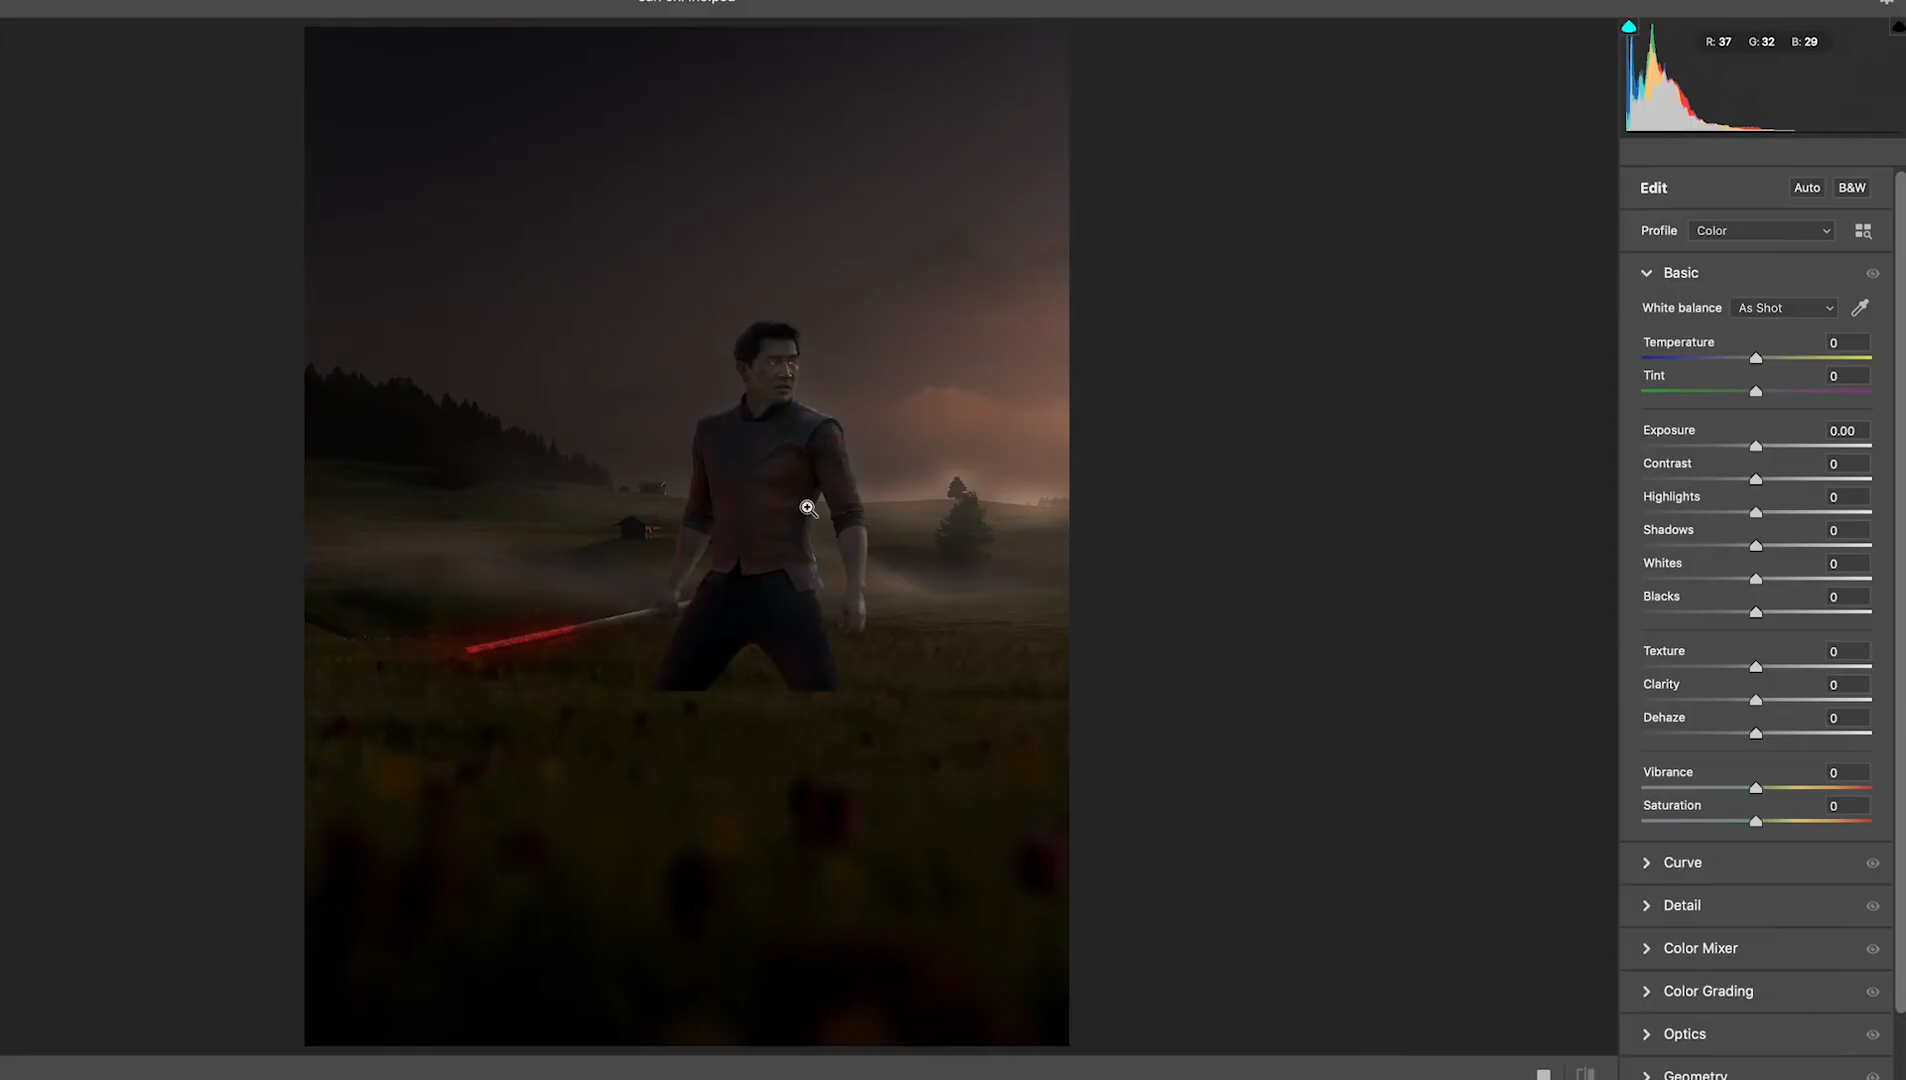 R: 37 G: 32 B: 29
Edit Auto B&W
Profile Color
Basic
White balance As Shot
Temperature 0
Tint 0
Exposure 0.00
Contrast 0
Highlights 0
Shadows 0
Whites 0
Blacks 0
Texture 0
Clarity 0
Dehaze 0
Vibrance 0
Saturation 0
Curve
Detail
Color Mixer
Color Grading
Optics
Geometry